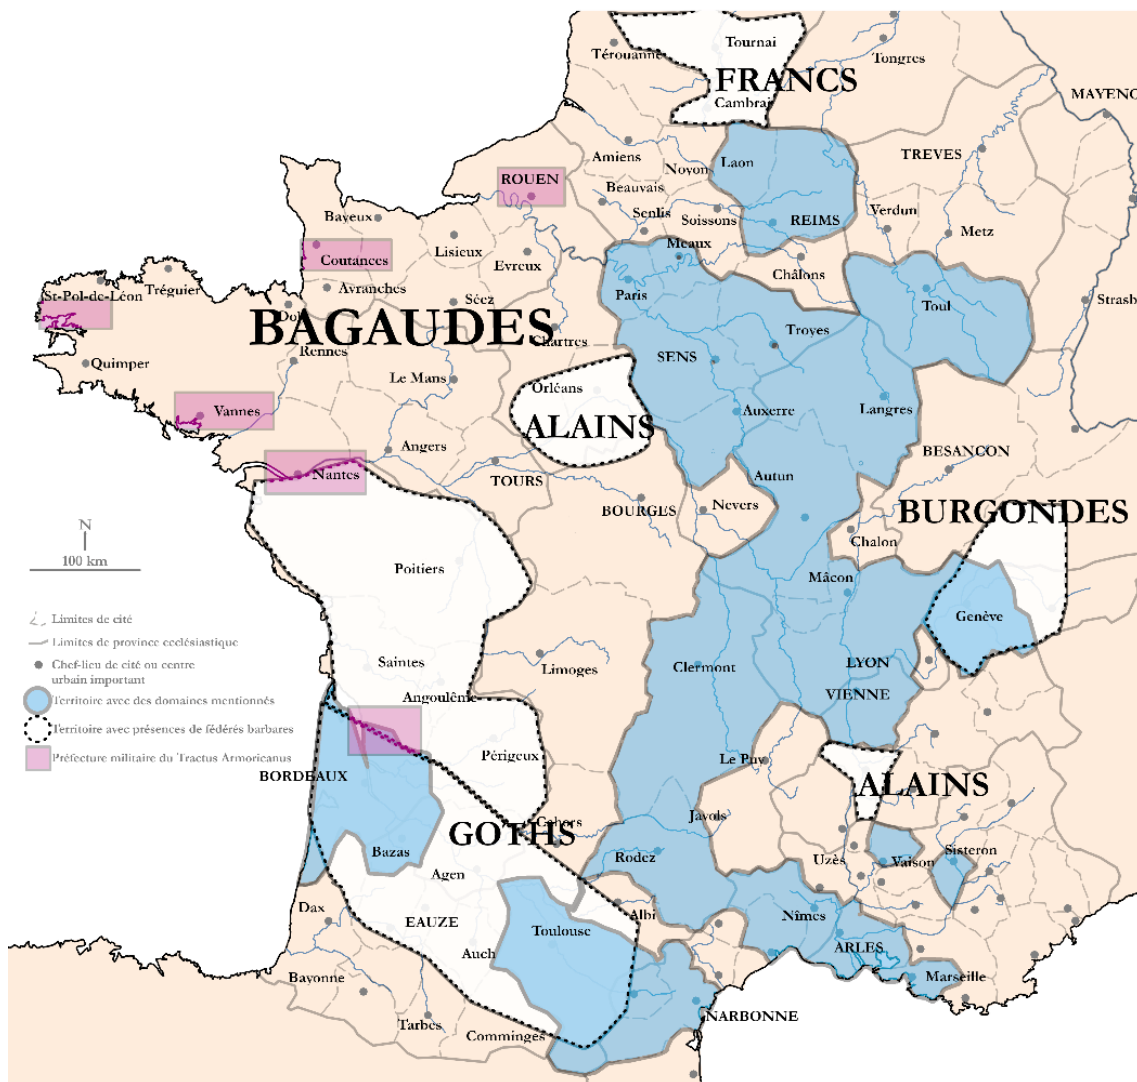 Tournai
Térouanne
Tongres
FRANCS
MAYENC
Cambrai
Amiens
Noyon
Laon
TREVES
ROUEN
Beauvais
Senlis
Soissons
REIMS
Verdun
Bayeux
Lisieux
Meaux
Metz
Coutances
Evreux
Châlons
St-Pol-de-Léon
Tréguier
Avranches
Séez
Paris
Toul
Strasb
Dol
BAGAUDES
Chartres
Troyes
Rennes
SENS
Quimper
Le Mans
Orléans
Vannes
ALAINS
Auxerre
Langres
Angers
BESANCON
Nantes
TOURS
Autun
BOURGES
Nevers
BURGONDES
N
100 km
Chalon
Poitiers
Mâcon
Genève
Limites de cité
Limites de province ecclésiastique
Chef-lieu de cité ou centre
urbain important
Territoire avec des domaines mentionnés
Territoire avec présences de fédérés barbares
Préfecture militaire du Tractus Armoricanus
Saintes
Limoges
Clermont
LYON
Angoulême
VIENNE
Périgeux
Le Puy
BORDEAUX
ALAINS
Cahors
GOTHS
Javols
Bazas
Rodez
Uzès
Vaison
Sisteron
Agen
Dax
EAUZE
Albi
Nîmes
Toulouse
ARLES
Auch
Bayonne
Marseille
Tarbes
Comminges
NARBONNE